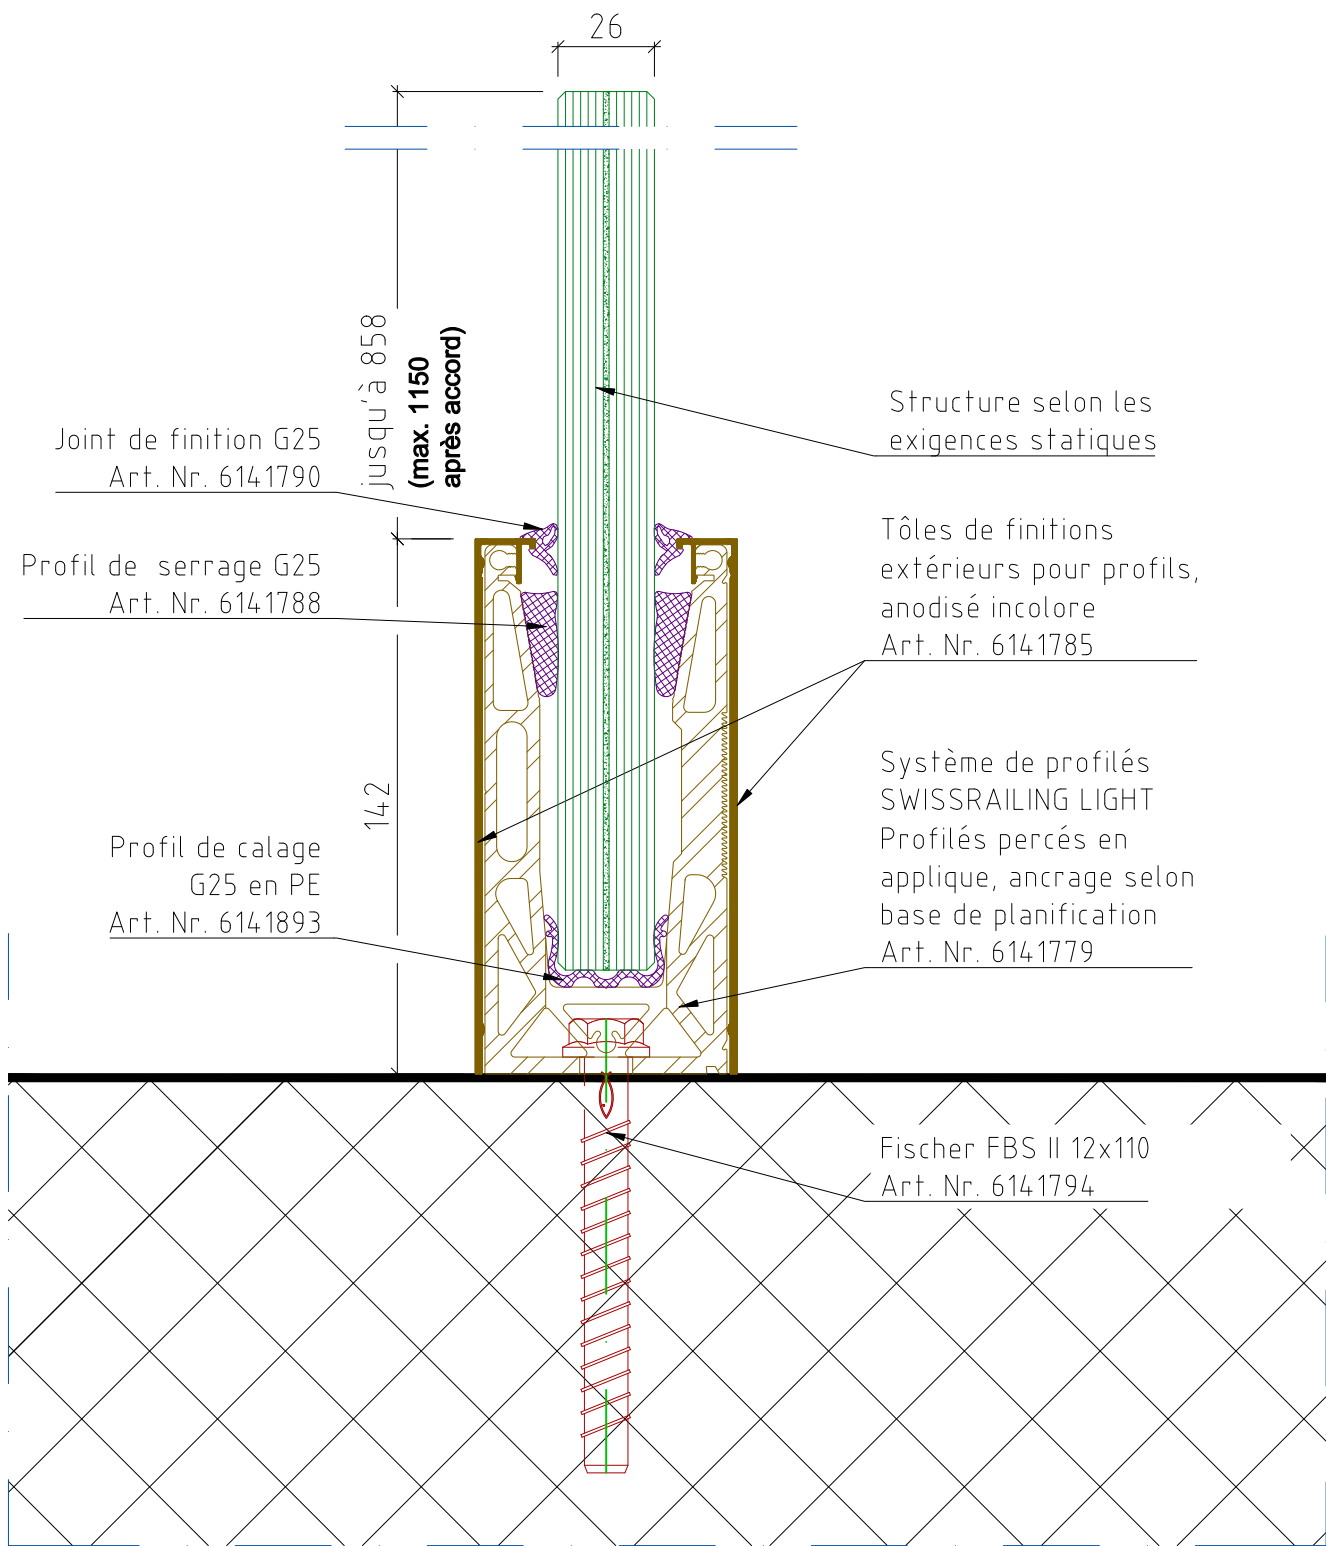 26
jusqu'à 858
(max. 1150
après accord)
Structure selon les
exigences statiques
Joint de finition G25
Art. Nr. 6141790
Tôles de finitions
extérieurs pour profils,
anodisé incolore
Art. Nr. 6141785
Profil de serrage G25
Art. Nr. 6141788
142
Système de profilés
SWISSRAILING LIGHT
Profilés percés en
applique, ancrage selon
base de planification
Art. Nr. 6141779
Profil de calage
G25 en PE
Art. Nr. 6141893
Fischer FBS II 12x110
Art. Nr. 6141794